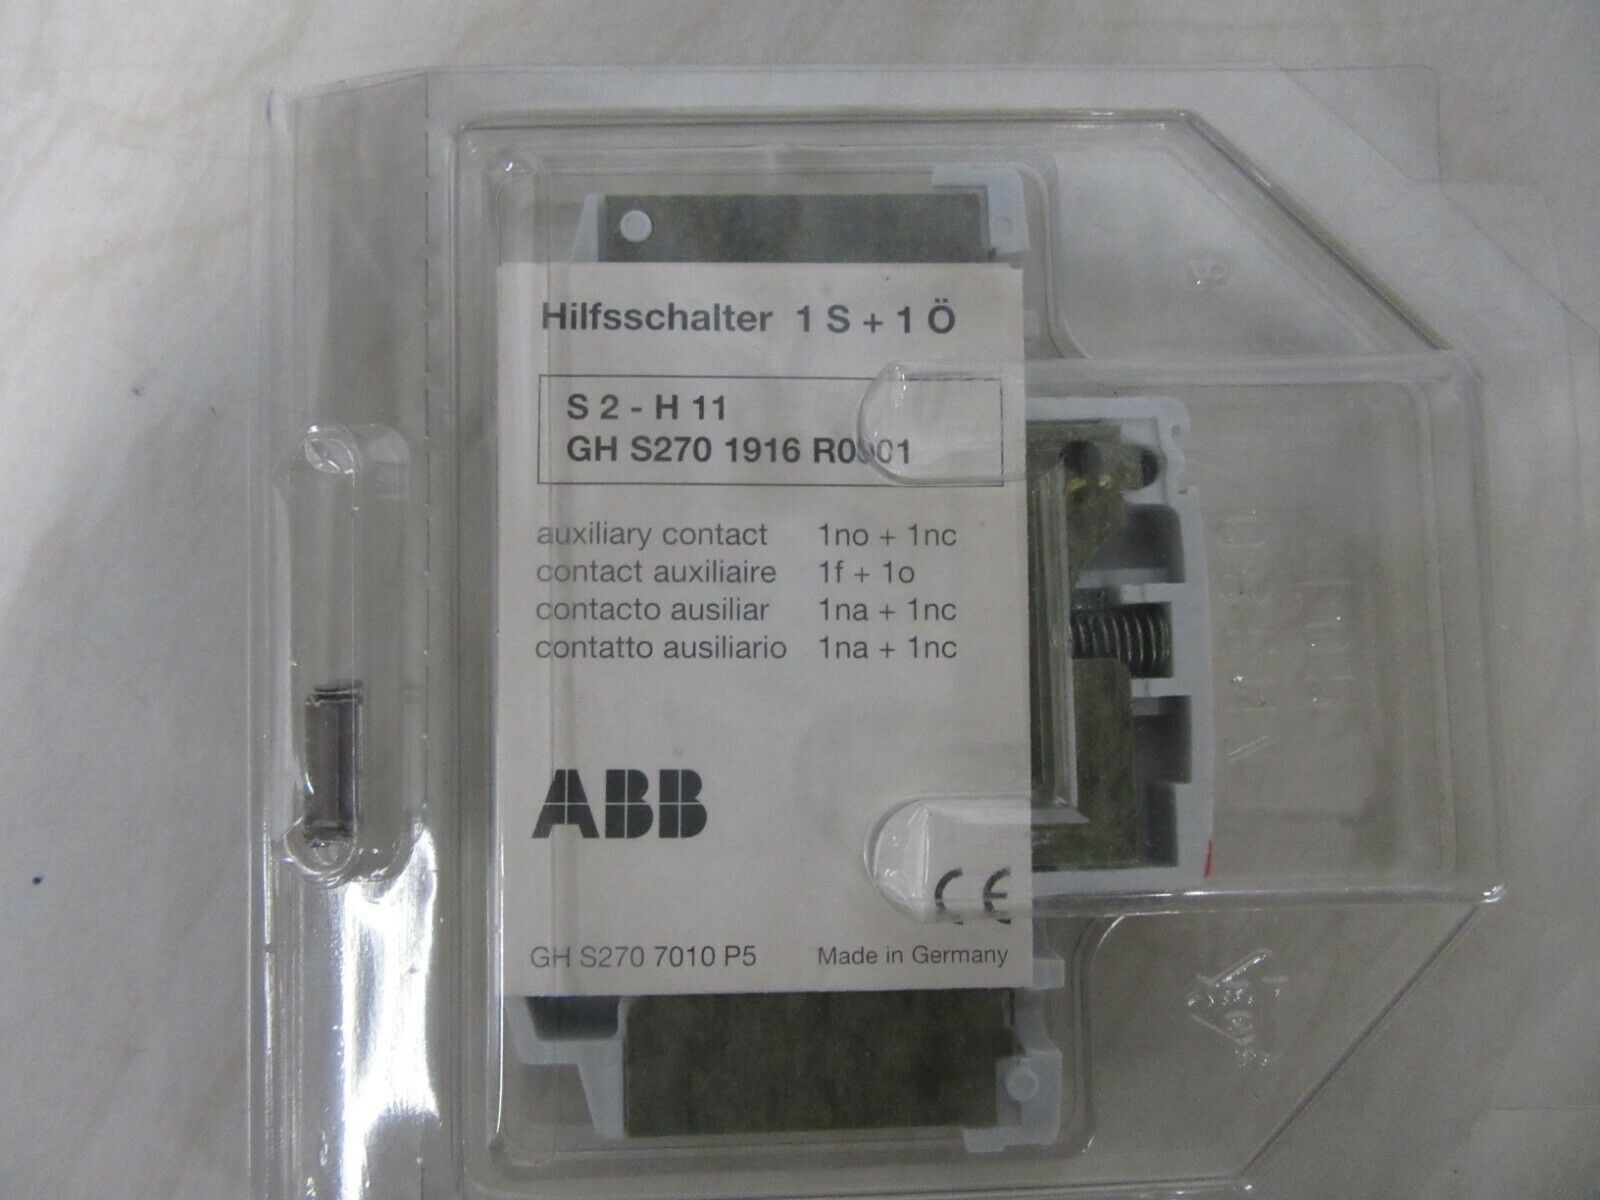 Hilfsschalter 1 S + 1 Ö
S 2 - H 11
GH S270 1916 R0001
auxiliary contact 1no + 1nc
contact auxiliaire 1f + 1o
contacto ausiliar 1na + 1nc
contatto ausiliario 1na + 1nc
ABB
CE
GH S270 7010 P5 Made in Germany